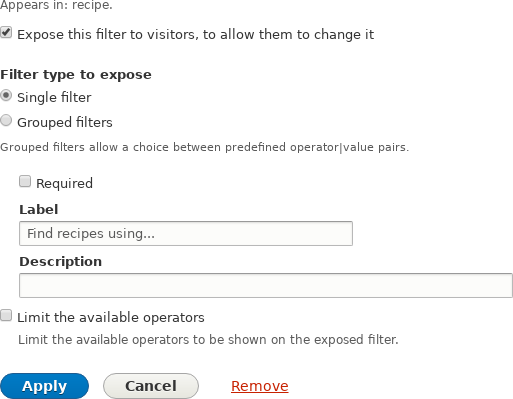 Appears in: recipe.
Expose this filter to visitors, to allow them to change it
Filter type to expose
Single filter
Grouped filters
Grouped filters allow a choice between predefined operator|value pairs.
Required
Label
Find recipes using...
Description
Limit the available operators
Limit the available operators to be shown on the exposed filter.
Apply Cancel Remove